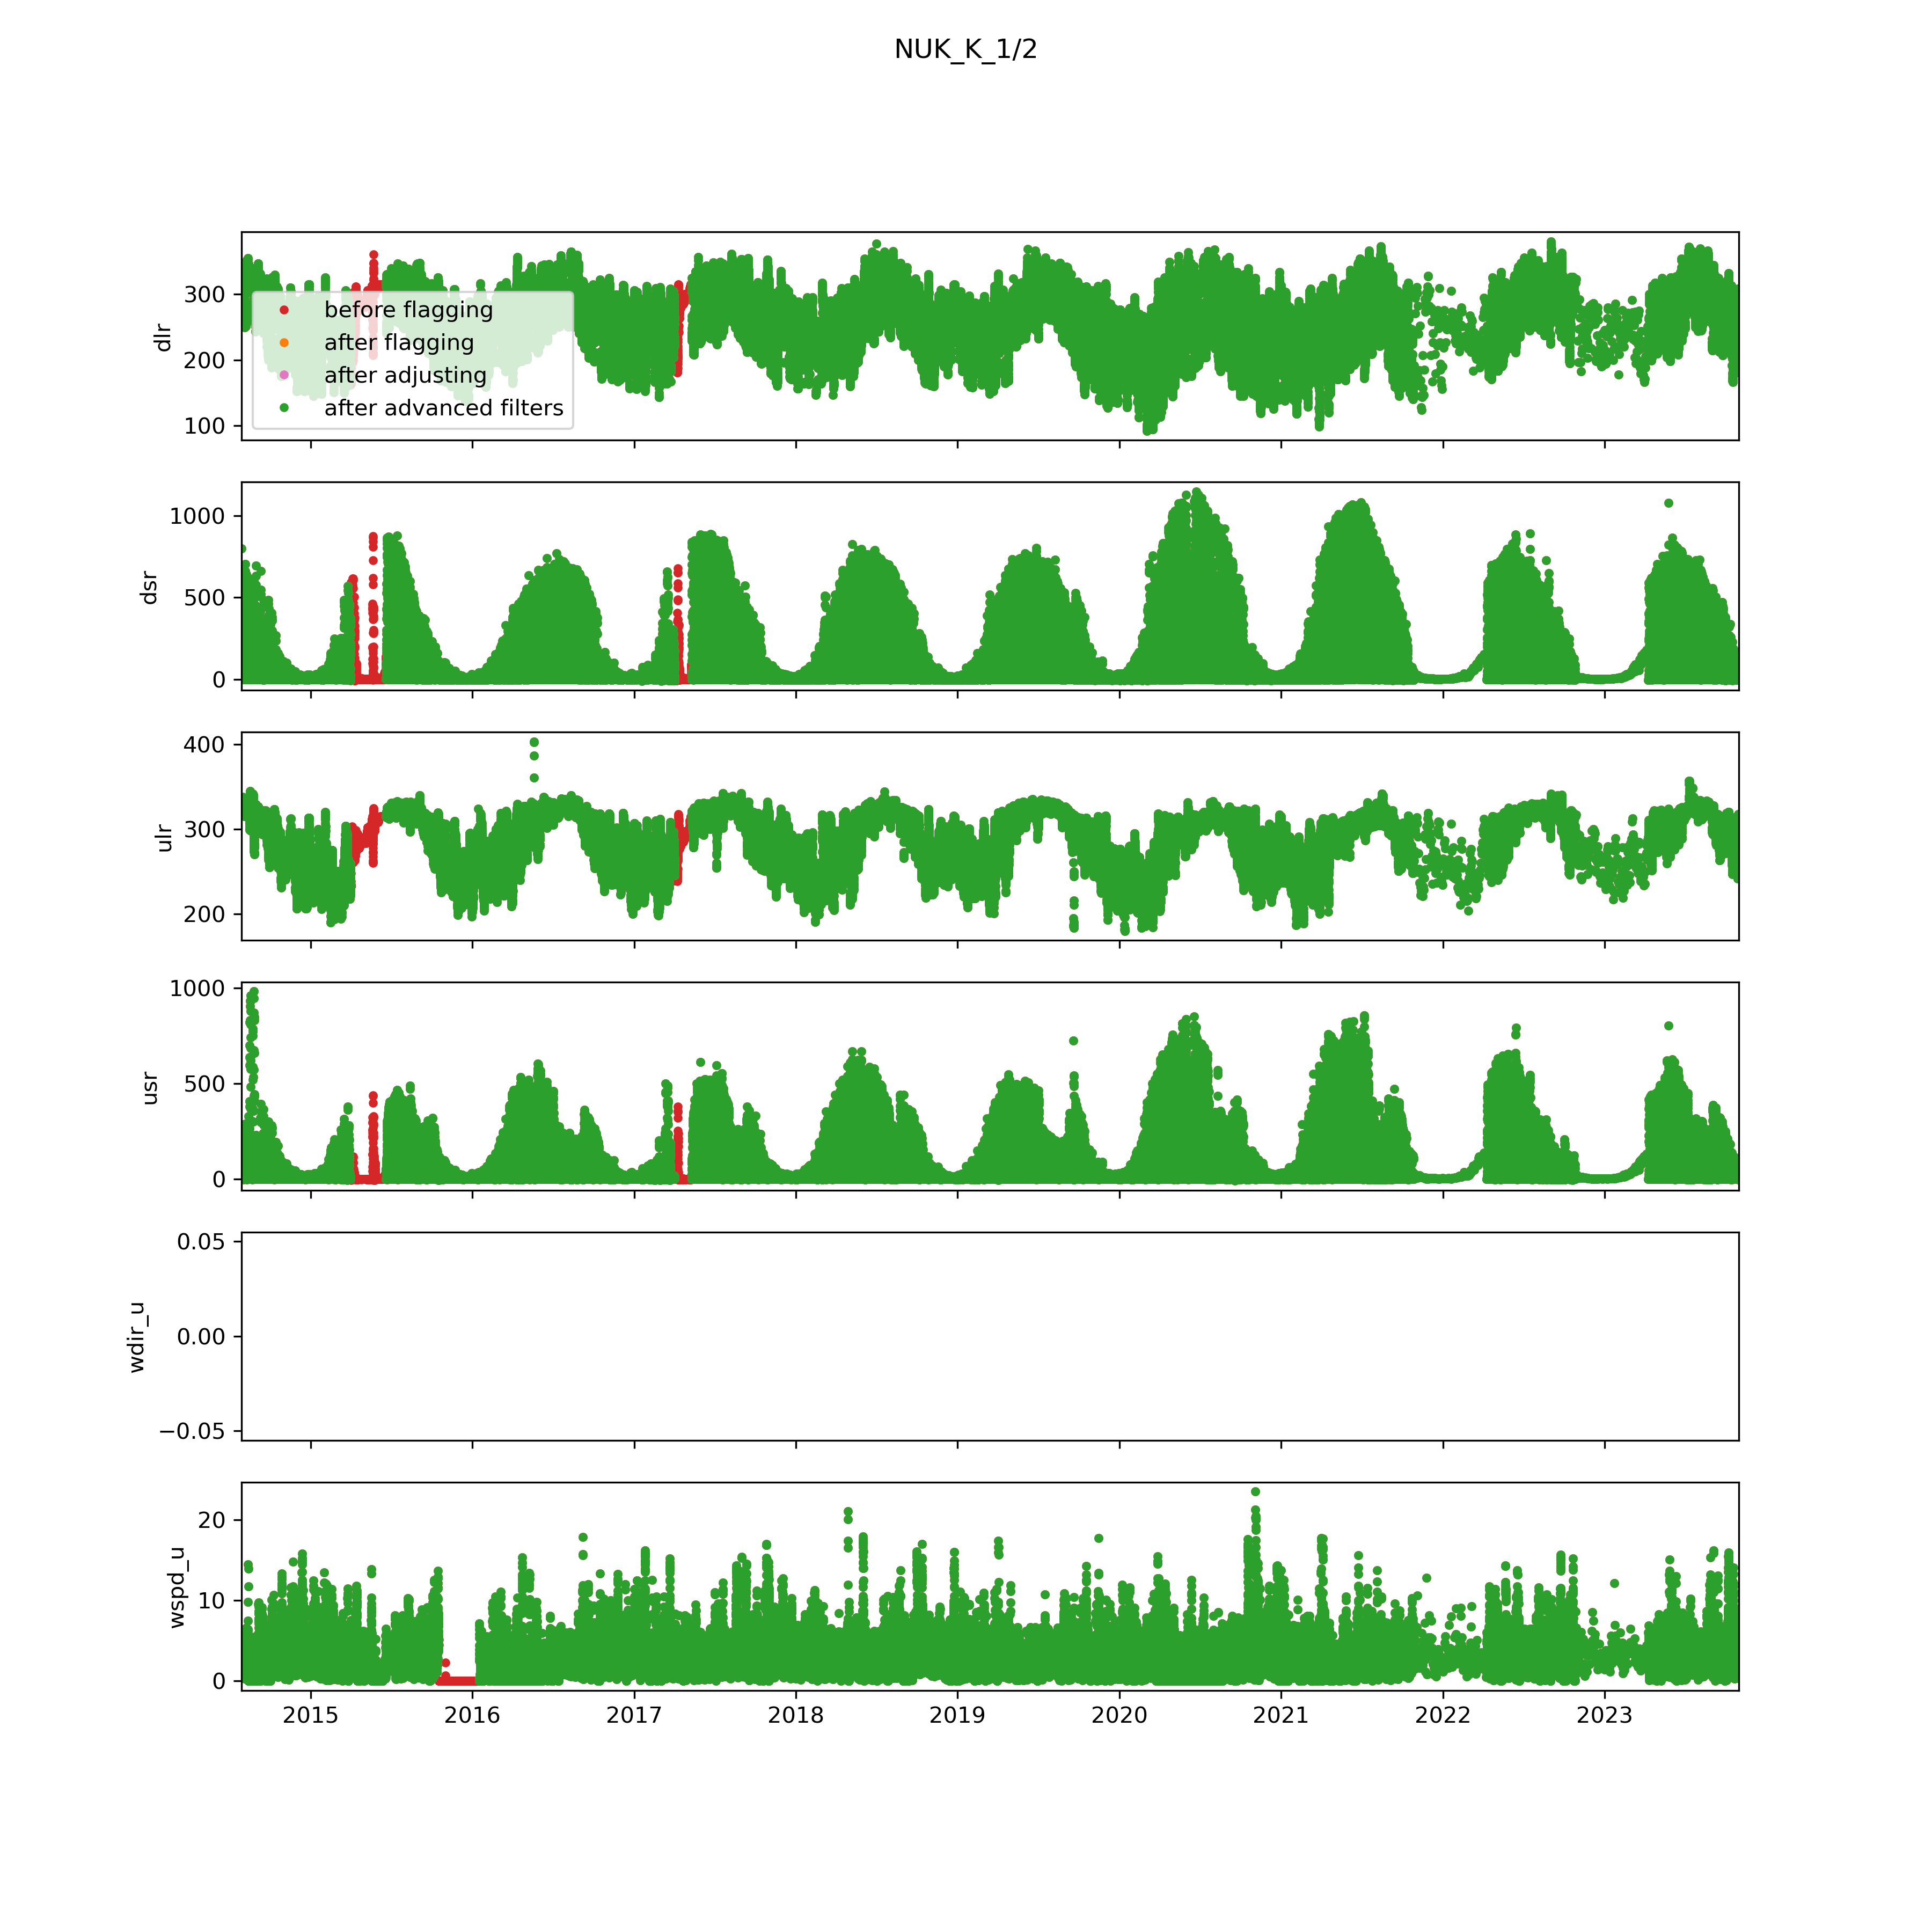 NUK_K_1/2
300
200
100
dlr
before flagging
after flagging
after adjusting
after advanced filters
1000
500
0
dsr
400
300
200
ulr
1000
500
0
usr
0.05
0.00
−0.05
wdir_u
20
10
0
wspd_u
2015 2016 2017 2018 2019 2020 2021 2022 2023